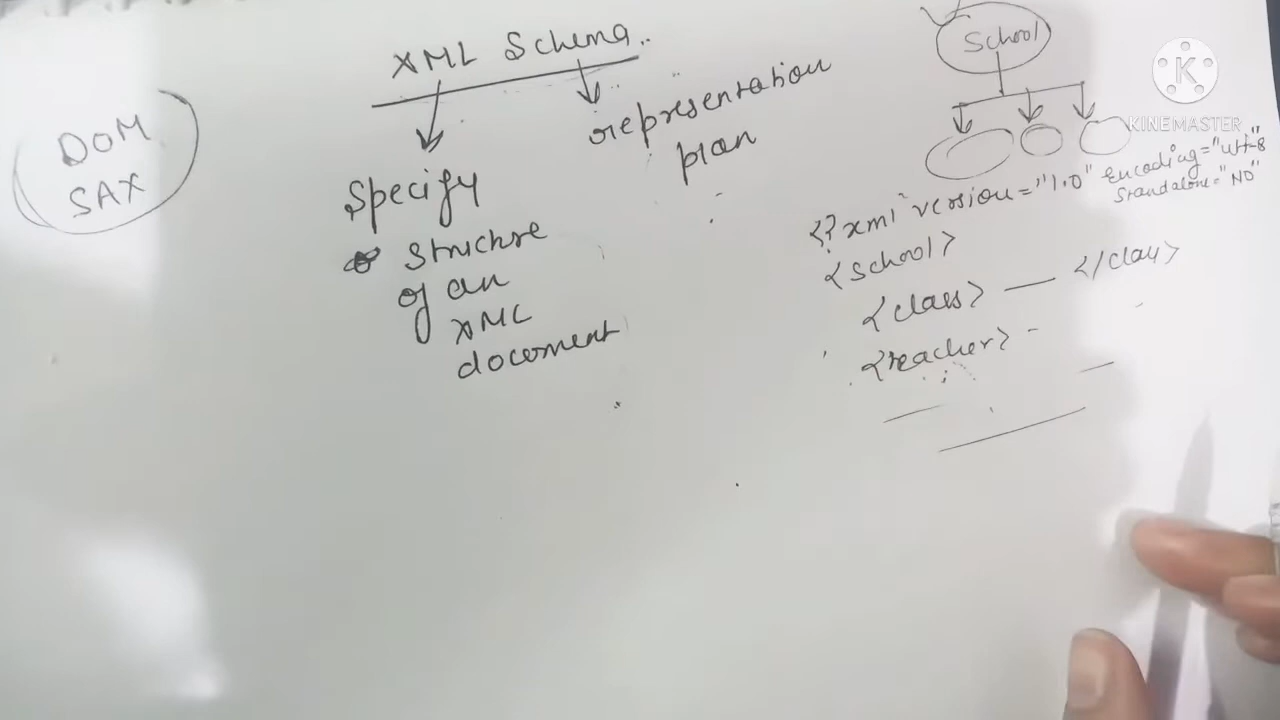 XML Schema..
DOM
SAX
Specify
structure
of an
XML
document
representation
plan
School
K
KINEMASTER
<?xml version="1.0" Encoding="utf-8"
Standalone="NO"
<school>
<class> — </class>
<teacher> -